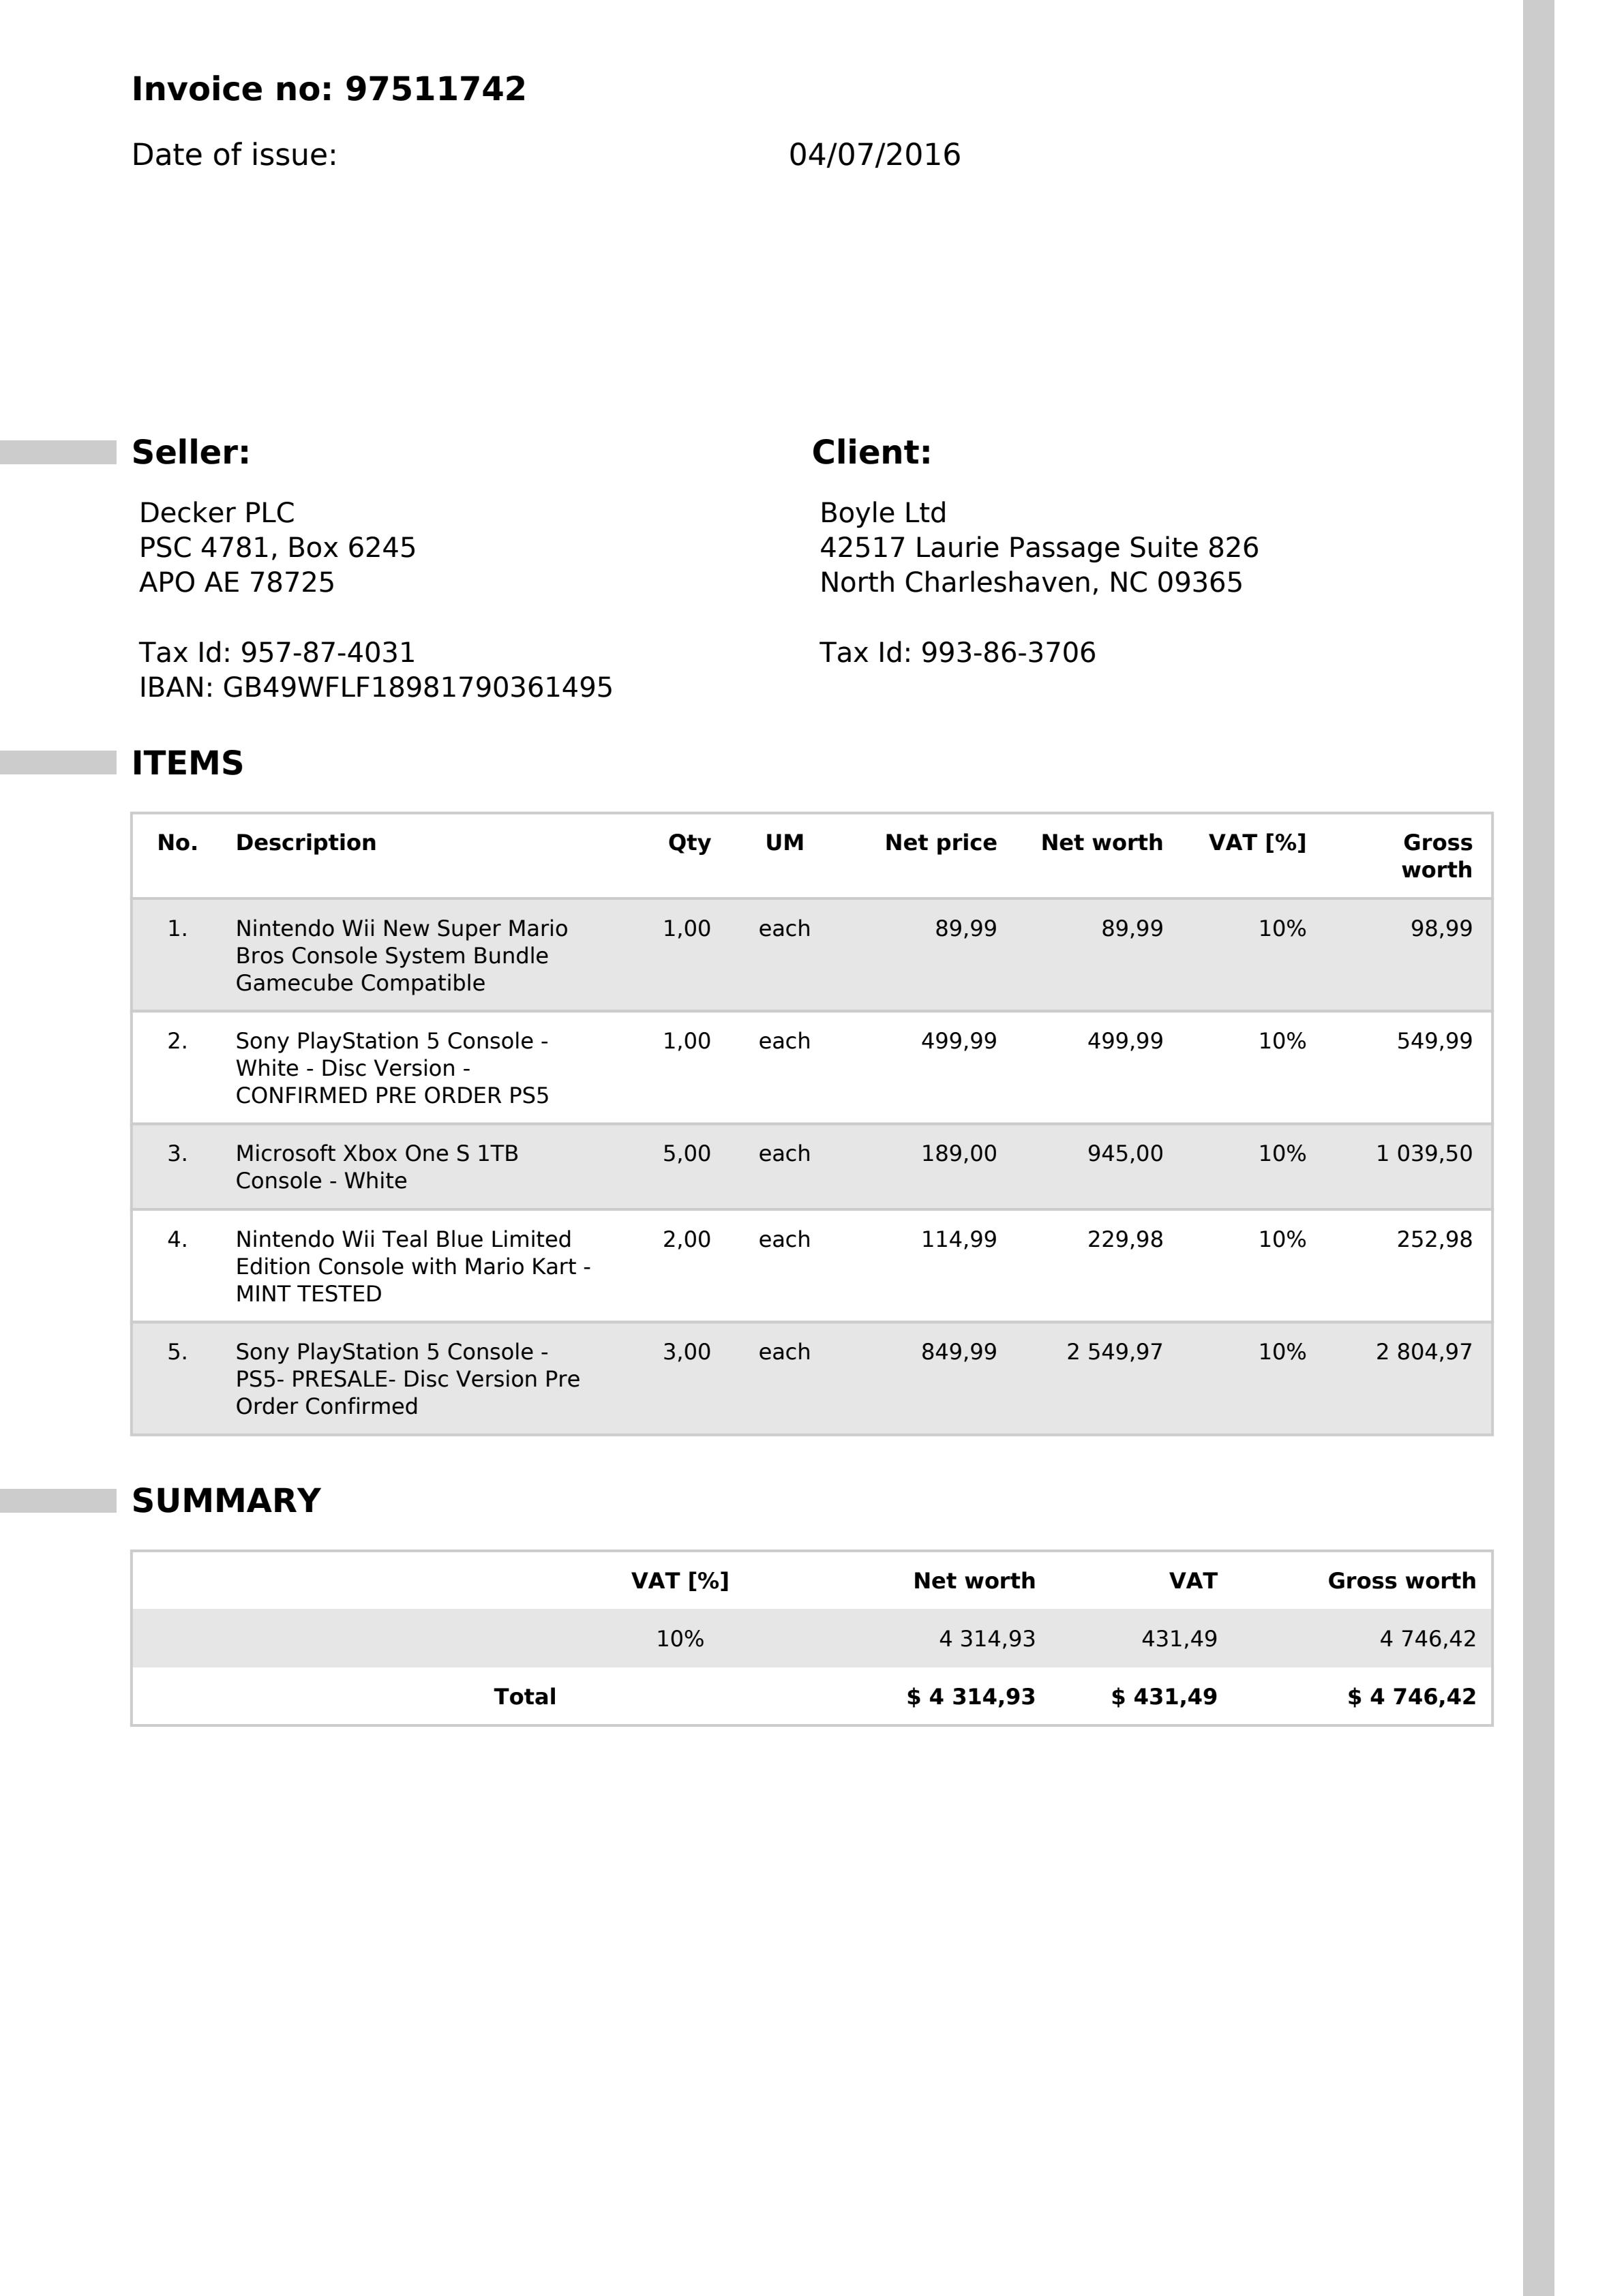 Invoice no: 97511742
Date of issue: 04/07/2016
Seller: Client:
Decker PLC Boyle Ltd
PSC 4781, Box 6245 42517 Laurie Passage Suite 826
APO AE 78725 North Charleshaven, NC 09365
Tax Id: 957-87-4031 Tax Id: 993-86-3706
IBAN: GB49WFLF18981790361495
ITEMS
No. Description Qty UM Net price Net worth VAT [%] Gross
worth
1. Nintendo Wii New Super Mario 1,00 each 89,99 89,99 10% 98,99
Bros Console System Bundle
Gamecube Compatible
2. Sony PlayStation 5 Console - 1,00 each 499,99 499,99 10% 549,99
White - Disc Version -
CONFIRMED PRE ORDER PS5
3. Microsoft Xbox One S 1TB 5,00 each 189,00 945,00 10% 1 039,50
Console - White
4. Nintendo Wii Teal Blue Limited 2,00 each 114,99 229,98 10% 252,98
Edition Console with Mario Kart -
MINT TESTED
5. Sony PlayStation 5 Console - 3,00 each 849,99 2 549,97 10% 2 804,97
PS5- PRESALE- Disc Version Pre
Order Confirmed
SUMMARY
VAT [%] Net worth VAT Gross worth
10% 4 314,93 431,49 4 746,42
Total $ 4 314,93 $ 431,49 $ 4 746,42